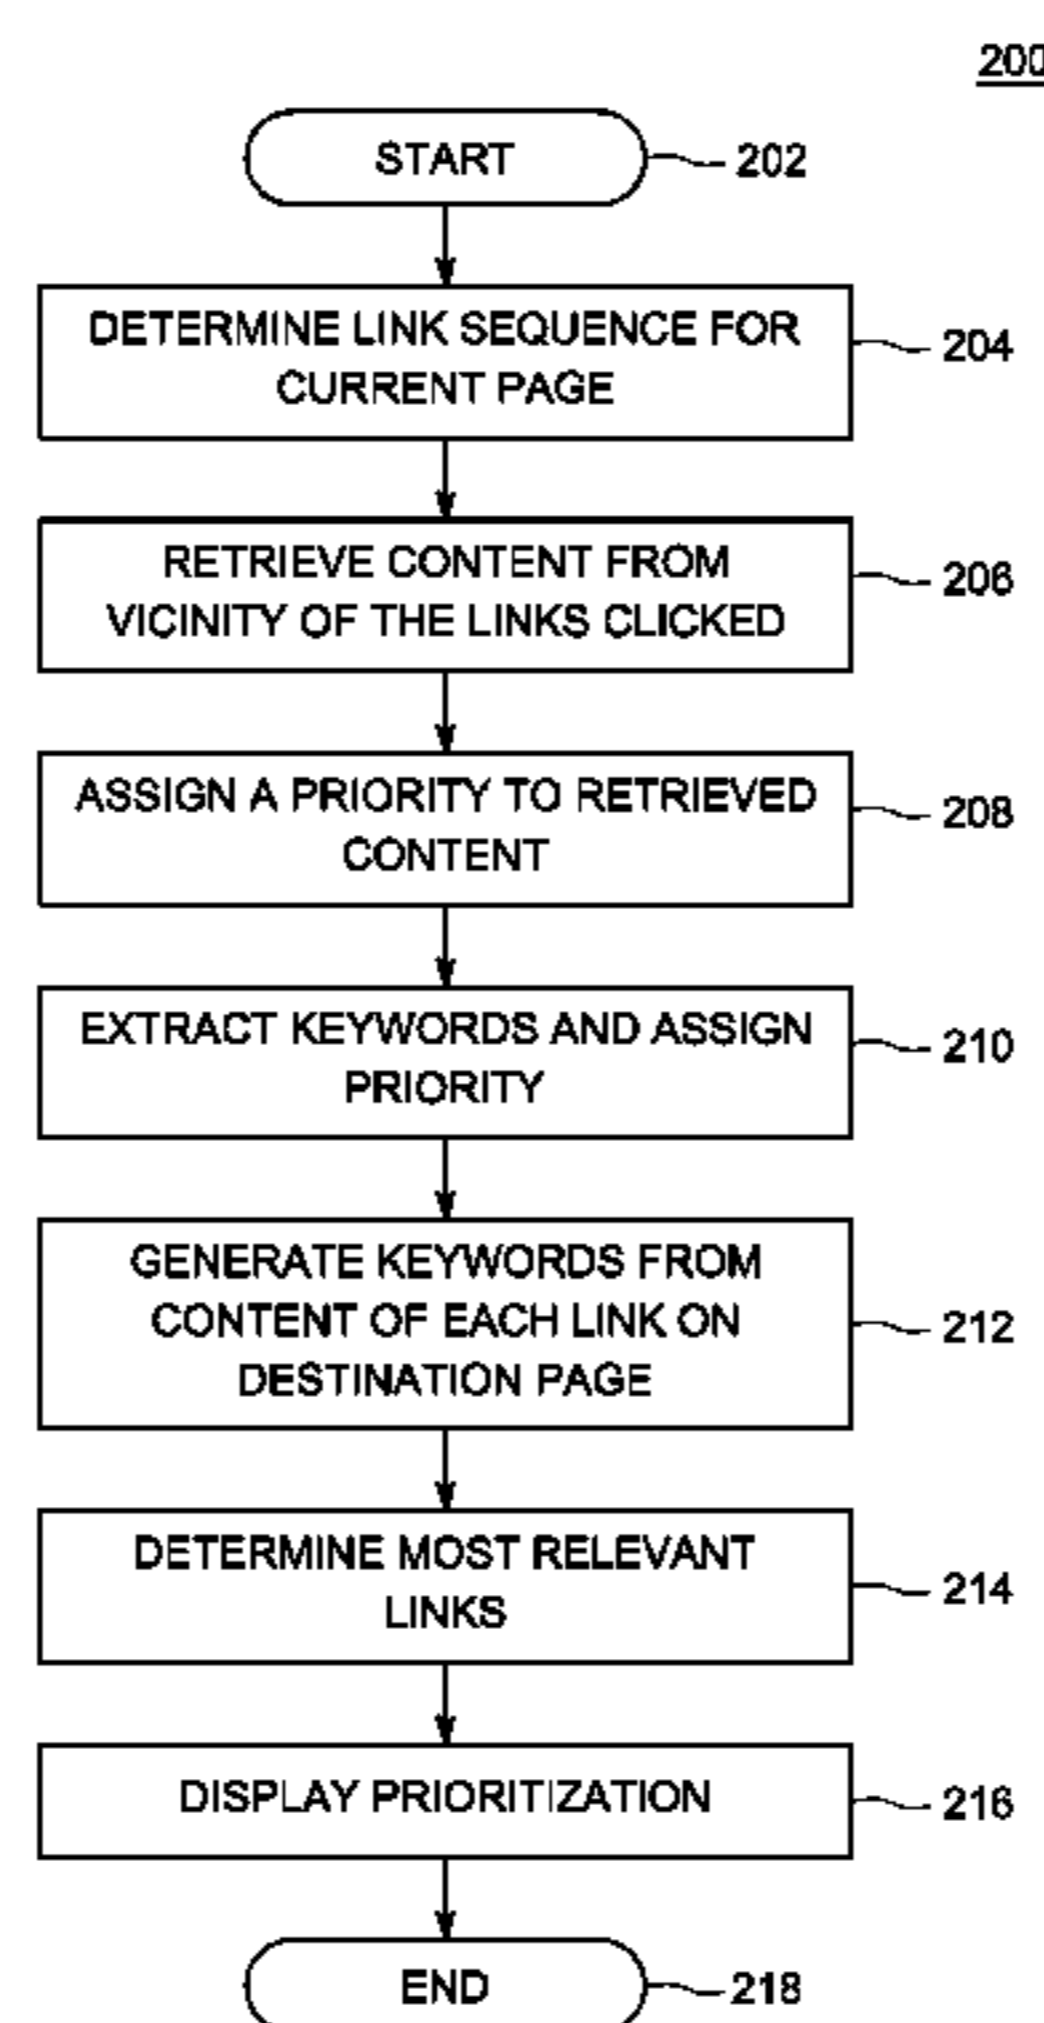 200
START
202
DETERMINE LINK SEQUENCE FOR
CURRENT PAGE
204
RETRIEVE CONTENT FROM
VICINITY OF THE LINKS CLICKED
206
ASSIGN A PRIORITY TO RETRIEVED
CONTENT
208
EXTRACT KEYWORDS AND ASSIGN
PRIORITY
210
GENERATE KEYWORDS FROM
CONTENT OF EACH LINK ON
DESTINATION PAGE
212
DETERMINE MOST RELEVANT
LINKS
214
DISPLAY PRIORITIZATION
216
END
218